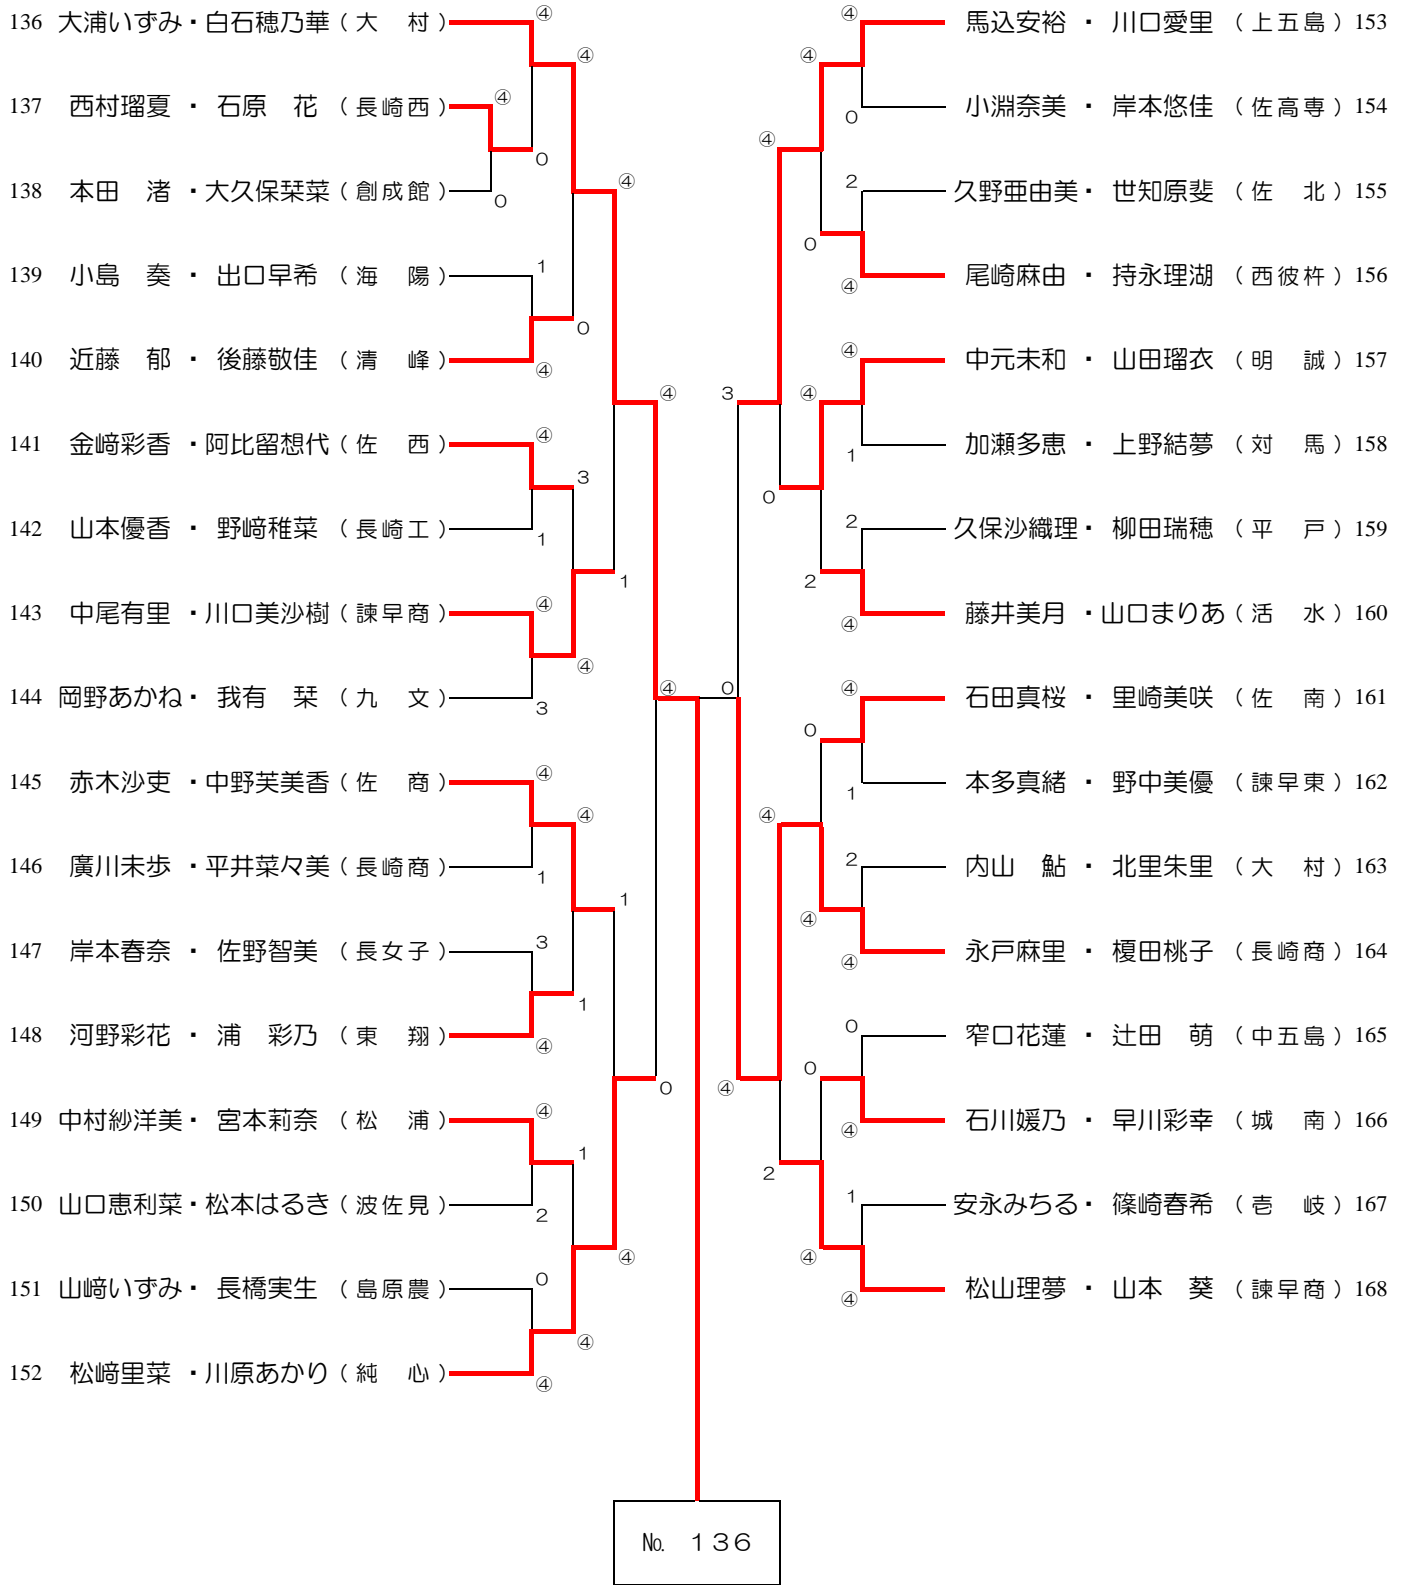 136 大浦いずみ・白石穂乃華（大　村） ④
④ 馬込安裕 ・ 川口愛里（上五島）153
④
④
137 西村瑠夏 ・ 石原　花（長崎西） ④
0 小淵奈美 ・ 岸本悠佳（佐高専）154
④
0
138 本田　渚・大久保栞菜（創成館） 0
④
2 久野亜由美・ 世知原斐（佐　北）155
0
139 小島　奏 ・ 出口早希（海　陽） 1
④ 尾崎麻由 ・ 持永理湖（西彼杵）156
0
140 近藤　郁 ・ 後藤敬佳（清　峰） ④
④ 中元未和 ・ 山田瑠衣（明　誠）157
④
3
④
141 金﨑彩香 ・阿比留想代（佐　西） ④
1 加瀬多恵 ・ 上野結夢（対　馬）158
3
0
142 山本優香 ・ 野﨑稚菜（長崎工） 1
2 久保沙織理・ 柳田瑞穂（平　戸）159
1
2
143 中尾有里 ・川口美沙樹（諫早商） ④
④ 藤井美月 ・山口まりあ（活　水）160
④
144 岡野あかね・ 我有　栞（九　文） 3
④
0
④ 石田真桜 ・ 里崎美咲（佐　南）161
0
145 赤木沙吏 ・中野芙美香（佐　商） ④
1 本多真緒 ・ 野中美優（諫早東）162
④
④
146 廣川未歩 ・平井菜々美（長崎商） 1
2 内山　鮎 ・ 北里朱里（大　村）163
1
④
147 岸本春奈 ・ 佐野智美（長女子） 3
④ 永戸麻里 ・ 榎田桃子（長崎商）164
1
148 河野彩花 ・ 浦　彩乃（東　翔） ④
0 窄口花蓮 ・ 辻田　萌（中五島）165
0
④
0
149 中村紗洋美・ 宮本莉奈（松　浦） ④
④ 石川媛乃 ・ 早川彩幸（城　南）166
1
2
150 山口恵利菜・松本はるき（波佐見） 2
1 安永みちる・ 篠崎春希（壱　岐）167
④
④
151 山﨑いずみ・ 長橋実生（島原農） 0
④ 松山理夢 ・ 山本　葵（諫早商）168
④
152 松﨑里菜 ・川原あかり（純　心） ④
№ １３６